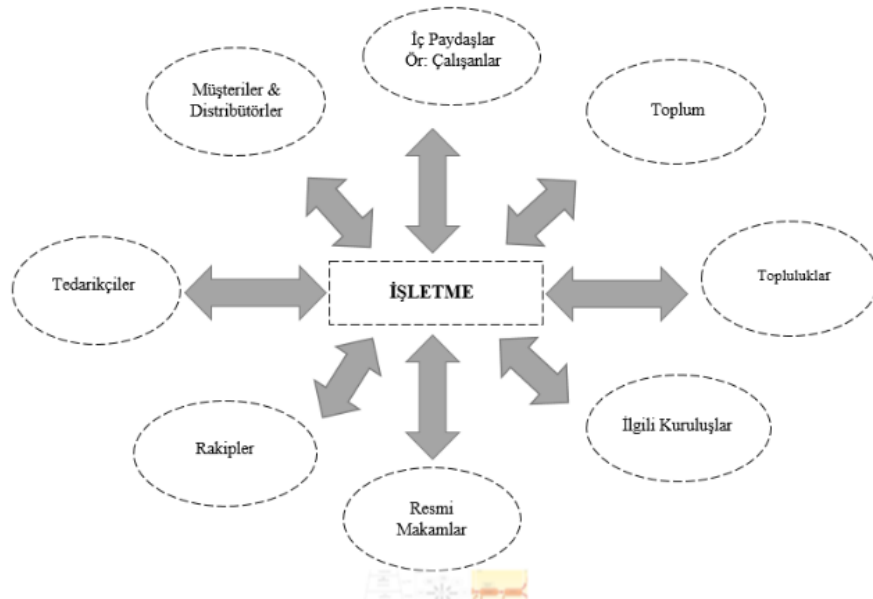 İç Paydaşlar
Ör: Çalışanlar
Müşteriler &
Distribütörler
Toplum
Tedarikçiler
İŞLETME
Topluluklar
Rakipler
İlgili Kuruluşlar
Resmi
Makamlar